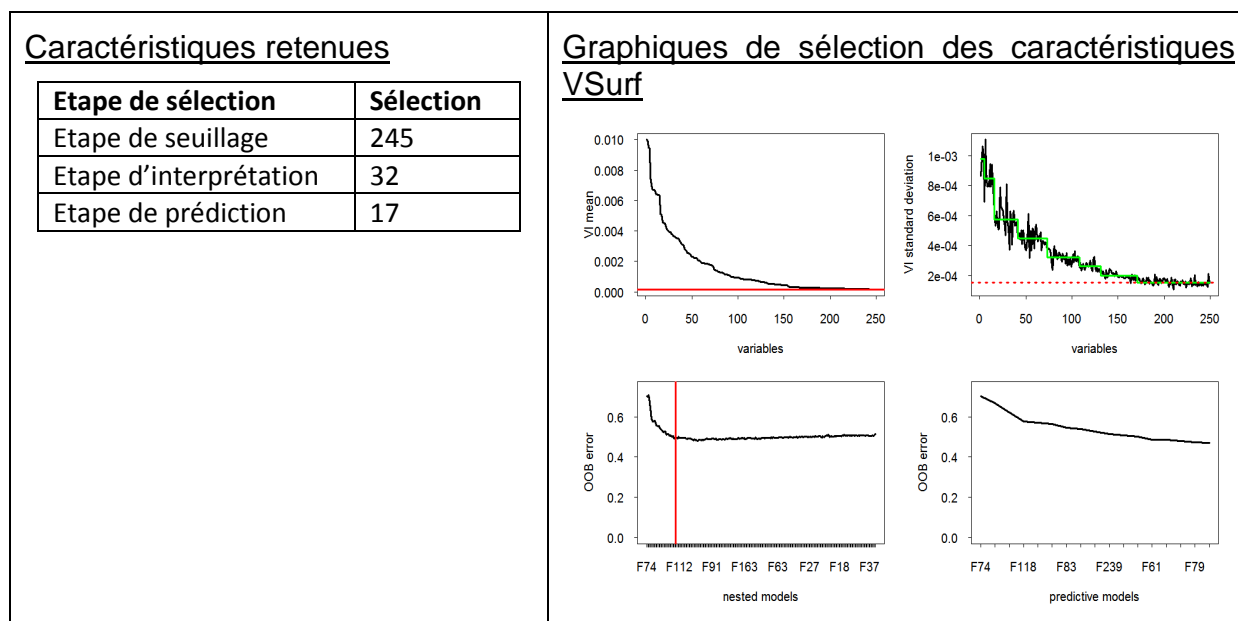 Caractéristiques retenues
Etape de sélection Sélection
Etape de seuillage 245
Etape d’interprétation 32
Etape de prédiction 17
Graphiques de sélection des caractéristiques
VSurf
0.010
0.008
0.006
0.004
0.002
0.000
VI mean
0 50 100 150 200 250
variables
1e-03
8e-04
6e-04
4e-04
2e-04
VI standard deviation
0 50 100 150 200 250
variables
0.6
0.4
0.2
0.0
OOB error
F74 F112 F91 F163 F63 F27 F18 F37
nested models
0.6
0.4
0.2
0.0
OOB error
F74 F118 F83 F239 F61 F79
predictive models